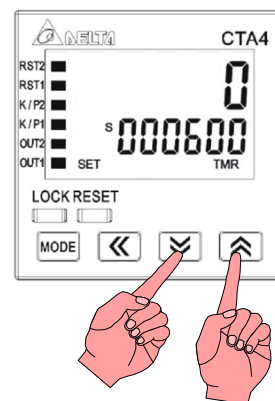 DELTA CTA4
RST2
RST1
0
K/P2
K/P1
S 000600
OUT2
OUT1 SET TMR
LOCK RESET
MODE